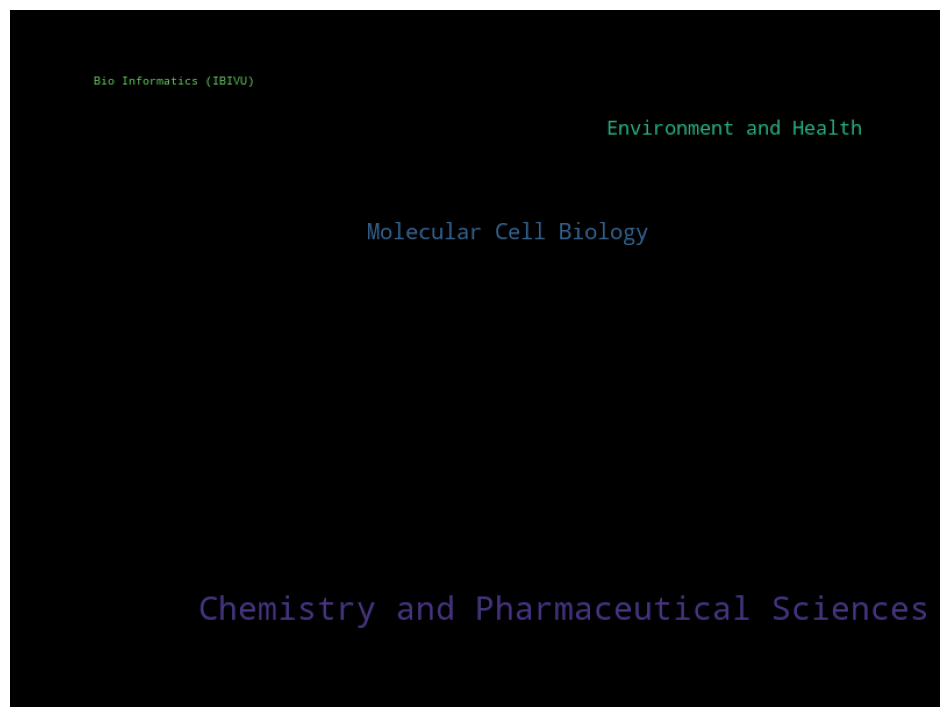 Bio Informatics (IBIVU)
Environment and Health
Molecular Cell Biology
Chemistry and Pharmaceutical Sciences